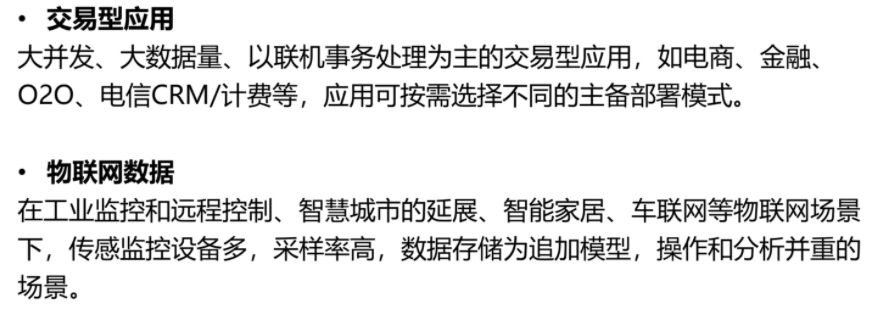 • 交易型应用
大并发、大数据量、以联机事务处理为主的交易型应用，如电商、金融、
O2O、电信CRM/计费等，应用可按需选择不同的主备部署模式。
• 物联网数据
在工业监控和远程控制、智慧城市的延展、智能家居、车联网等物联网场景
下，传感监控设备多，采样率高，数据存储为追加模型，操作和分析并重的
场景。